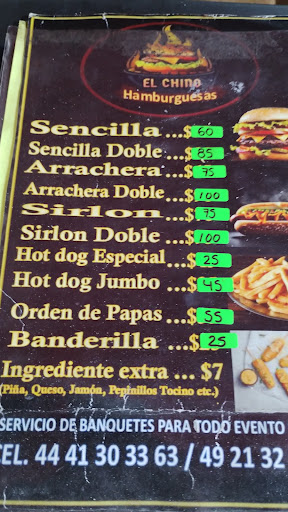 EL CHINO
Hamburguesas
Sencilla ...$60
Sencilla Doble ...$85
Arrachera ...$75
Arrachera Doble ...$100
Sirlon ...$75
Sirlon Doble ...$100
Hot dog Especial ...$25
Hot dog Jumbo ...$45
Orden de Papas ...$55
Banderilla ...$25
Ingrediente extra ... $7
(Piña, Queso, Jamón, Pepinillos Tocino etc.)
SERVICIO DE BANQUETES PARA TODO EVENTO
TEL. 44 41 30 33 63 / 49 21 32